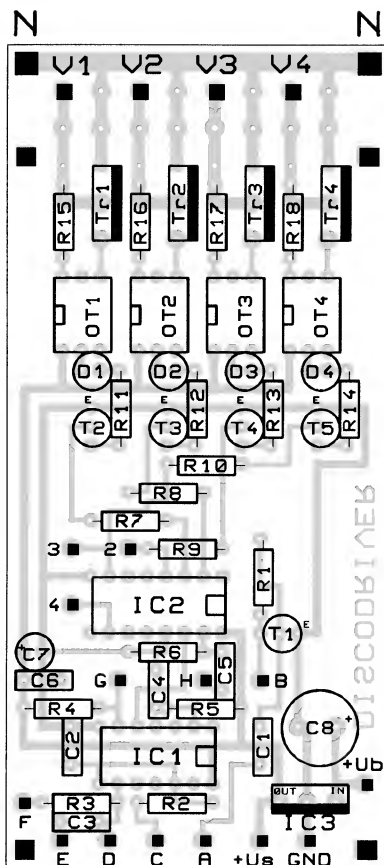 N N
V1 V2 V3 V4
R15 Tr1 R16 Tr2 R17 Tr3 R18 Tr4
OT1 OT2 OT3 OT4
D1 D2 D3 D4
E E E E
R11 R12 R13 R14
T2 T3 T4 T5
R10
R8
R7
3 2 R9
R1
4 IC2
T1 E
DISCODRIVER
+ C7 R6
C6 G C4 H C5 B
R4 R5 C8 +
C2 IC1 C1 +Ub
OUT IN
F R3 R2 IC3
C3
E D C A +Us GND